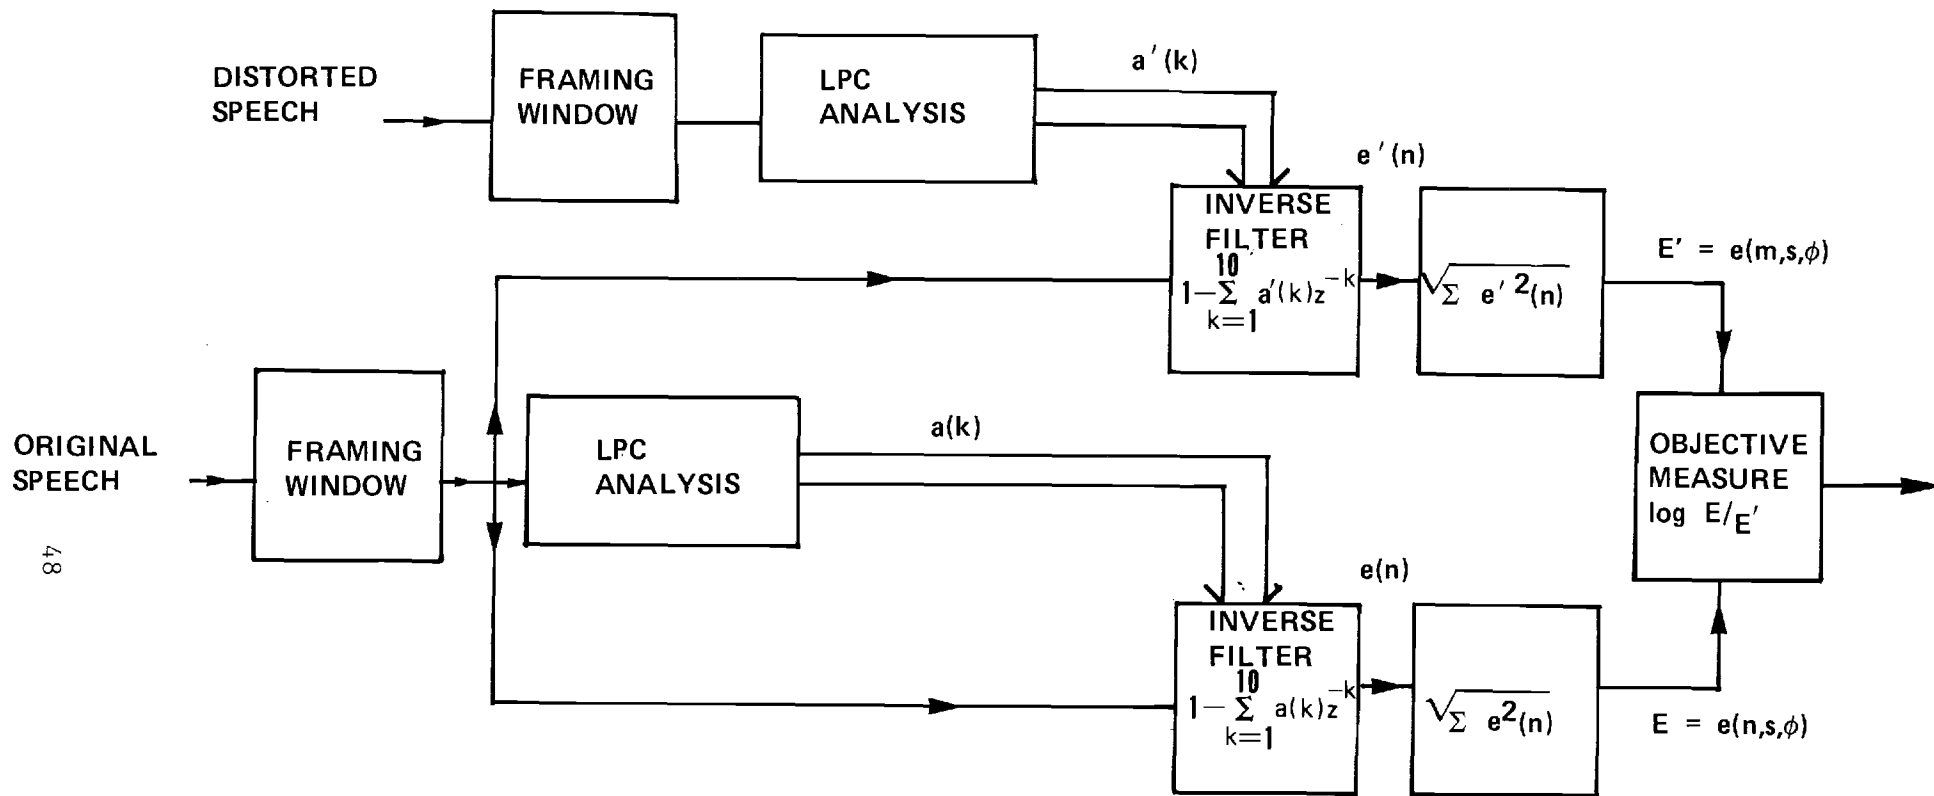 DISTORTED
SPEECH
FRAMING
WINDOW
LPC
ANALYSIS
a'(k)
INVERSE
FILTER
10
1-Σ a'(k)z^-k
k=1
e'(n)
√Σ e'^2(n)
E' = e(m,s,φ)
ORIGINAL
SPEECH
FRAMING
WINDOW
LPC
ANALYSIS
a(k)
INVERSE
FILTER
10
1-Σ a(k)z^-k
k=1
e(n)
√Σ e^2(n)
E = e(n,s,φ)
OBJECTIVE
MEASURE
log E/E'
48